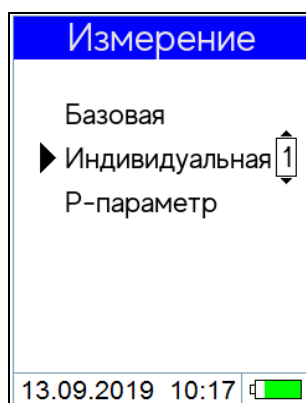 Измерение
Базовая
Индивидуальная 1
Р-параметр
13.09.2019 10:17